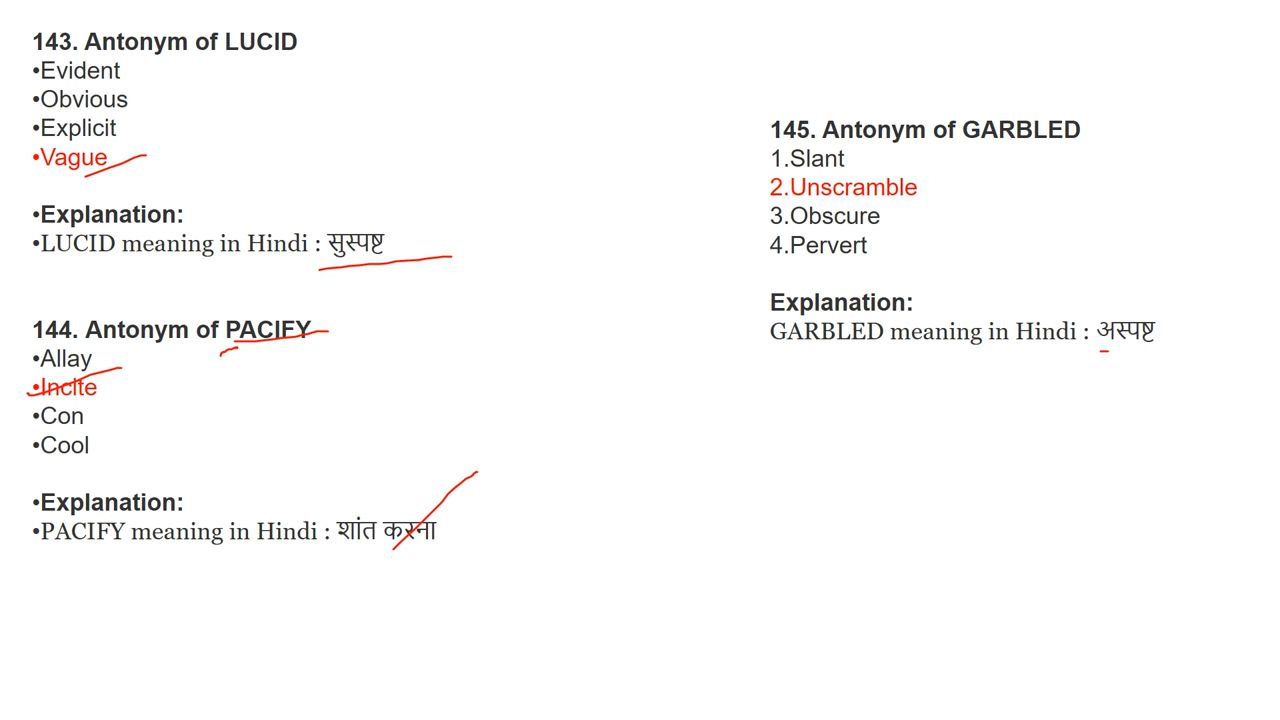 143. Antonym of LUCID
•Evident
•Obvious
•Explicit
•Vague
•Explanation:
•LUCID meaning in Hindi : सुस्पष्ट
144. Antonym of PACIFY
•Allay
•Incite
•Con
•Cool
•Explanation:
•PACIFY meaning in Hindi : शांत करना
145. Antonym of GARBLED
1.Slant
2.Unscramble
3.Obscure
4.Pervert
Explanation:
GARBLED meaning in Hindi : अस्पष्ट